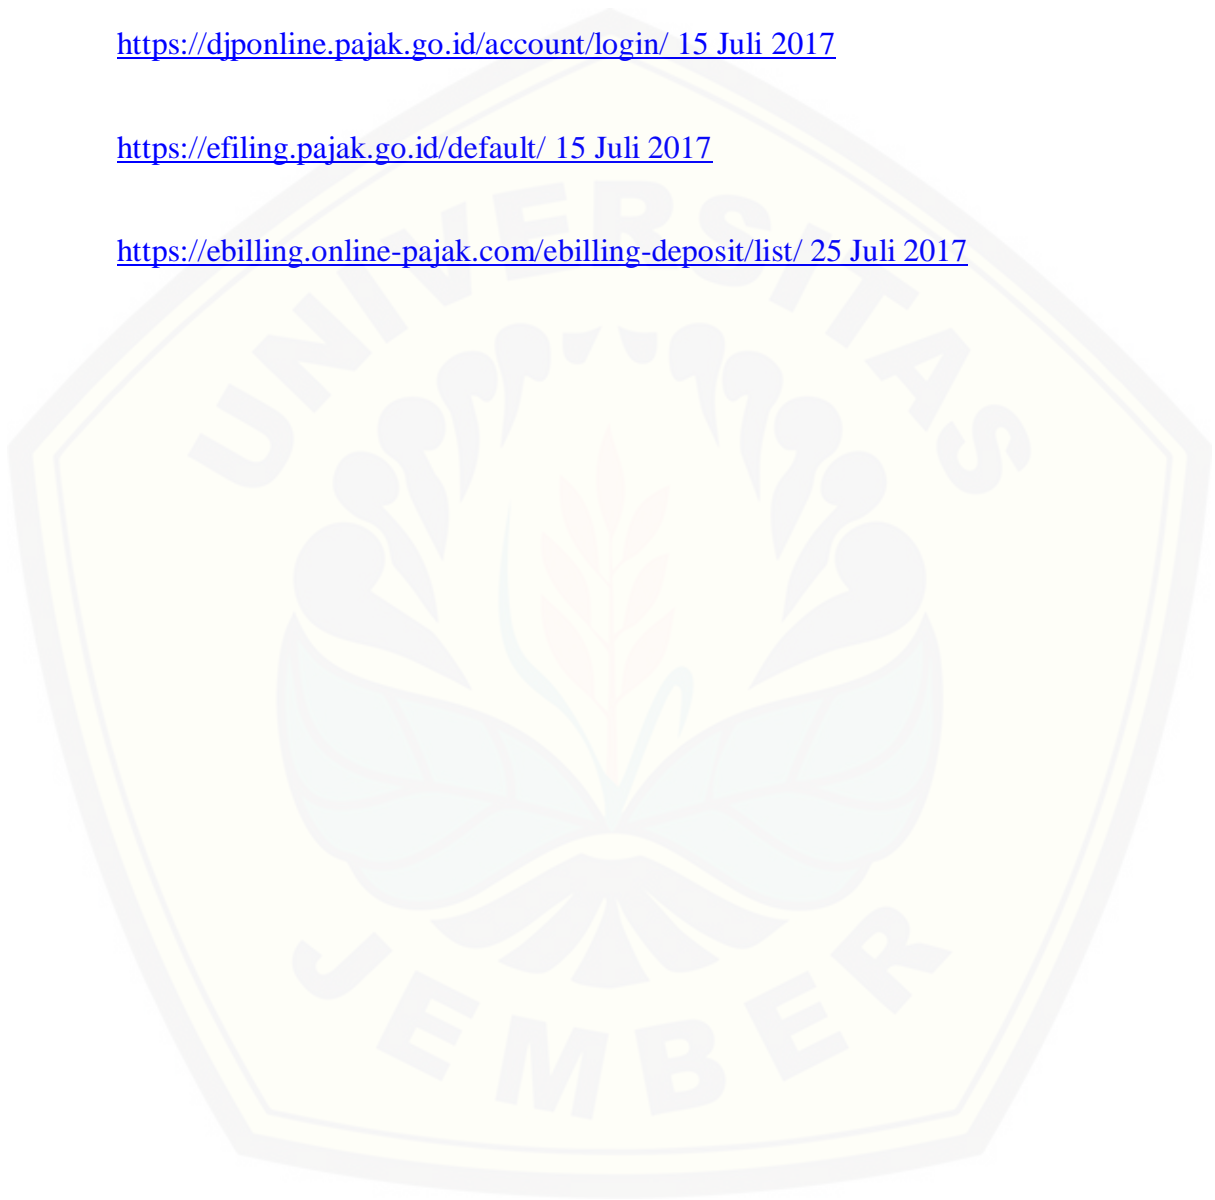 https://djponline.pajak.go.id/account/login/ 15 Juli 2017
https://efiling.pajak.go.id/default/ 15 Juli 2017
https://ebilling.online-pajak.com/ebilling-deposit/list/ 25 Juli 2017
UNIVERSITAS
JEMBER